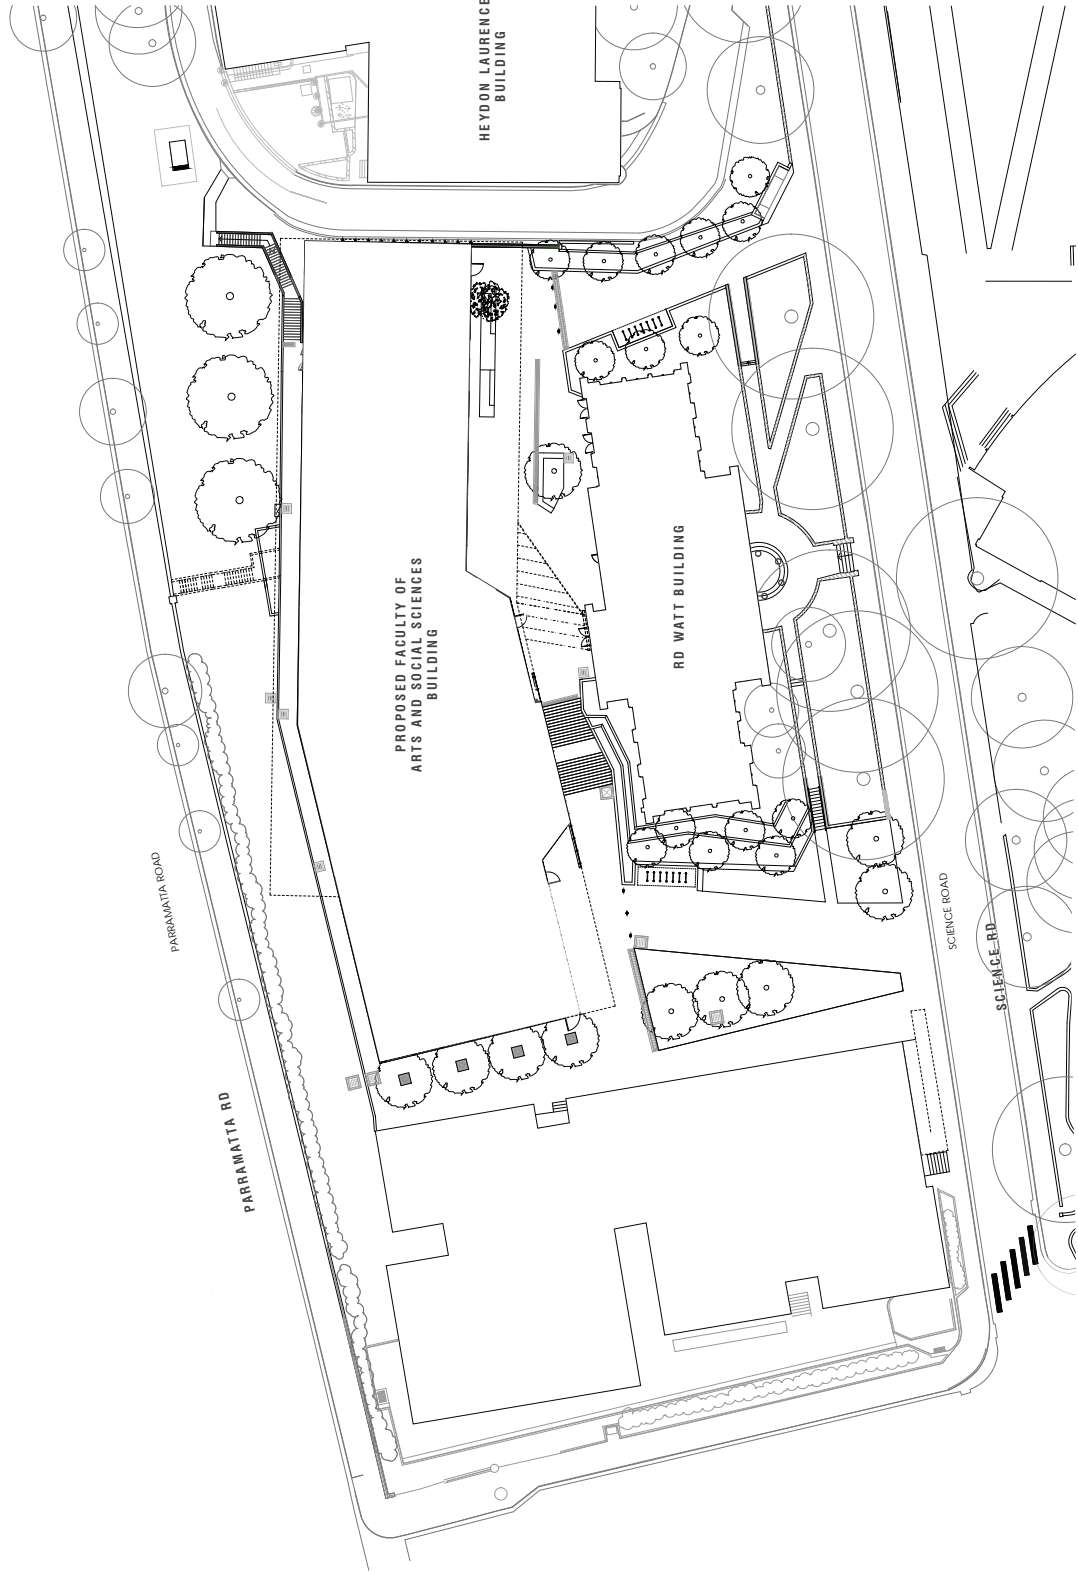 HEYDON LAURENCE
BUILDING
PROPOSED FACULTY OF
ARTS AND SOCIAL SCIENCES
BUILDING
RD WATT BUILDING
PARRAMATTA ROAD
SCIENCE ROAD
SCIENCE RD
PARRAMATTA RD